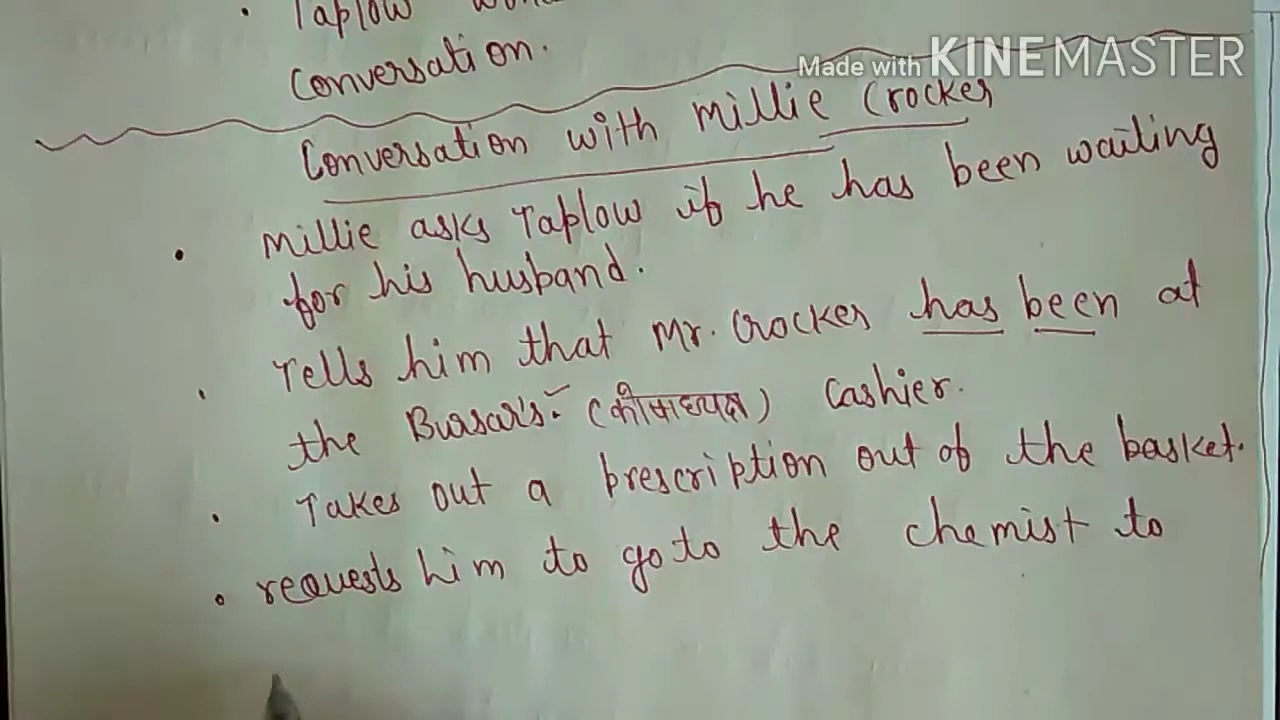 Taplow
Conversation.
Made with KINEMASTER
Conversation with Millie Crocker
• Millie asks Taplow if he has been waiting
for his husband.
• Tells him that Mr. Crocker has been at
the Bursar's. (कोषाध्यक्ष) Cashier.
• Takes out a prescription out of the basket.
• requests him to go to the chemist to